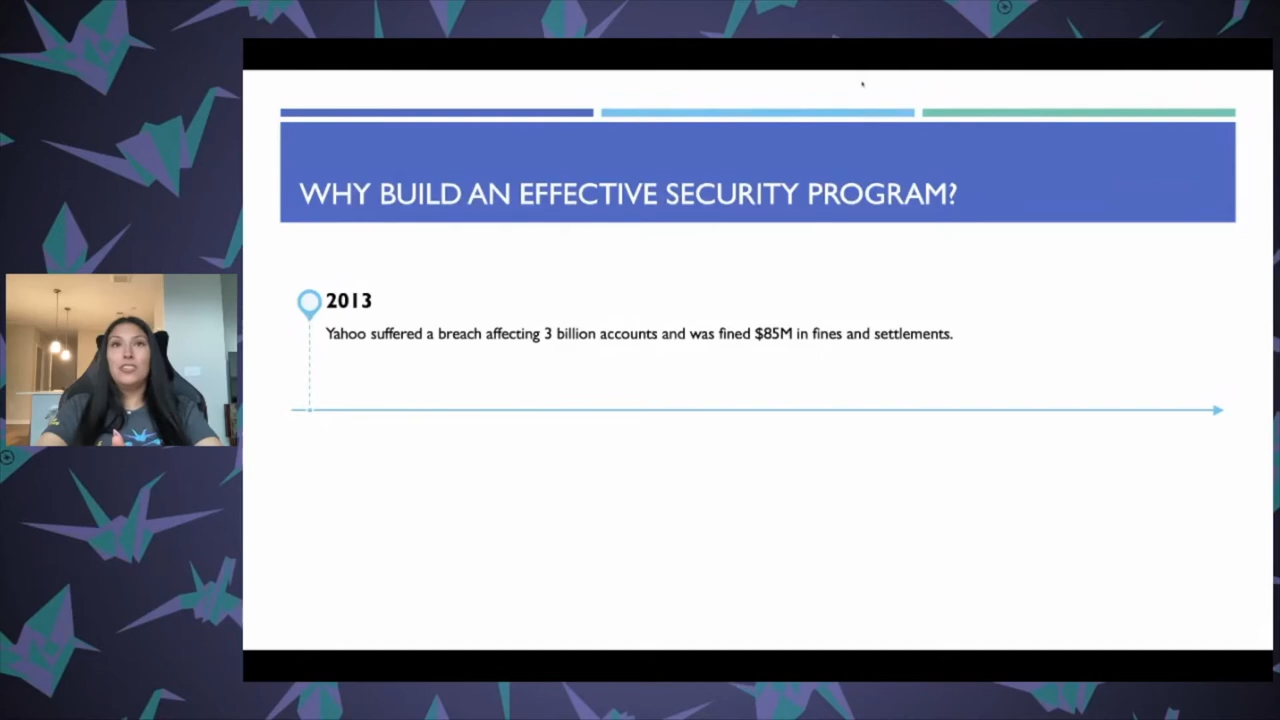 WHY BUILD AN EFFECTIVE SECURITY PROGRAM?
2013
Yahoo suffered a breach affecting 3 billion accounts and was fined $85M in fines and settlements.